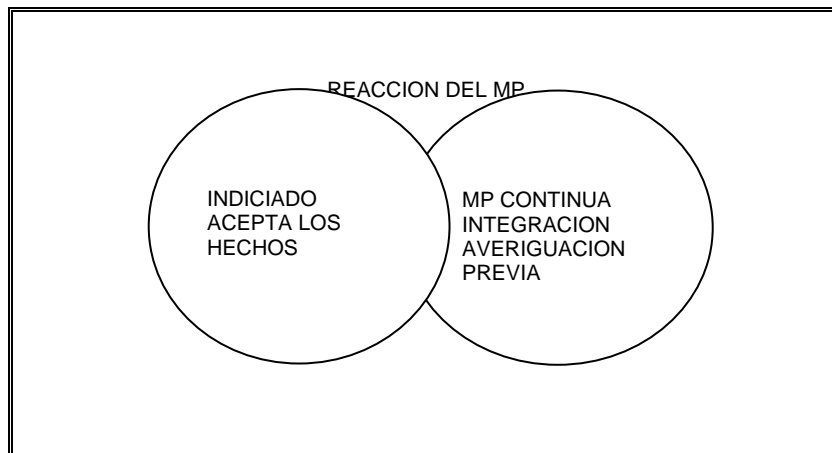 REACCION DEL MP
INDICIADO
ACEPTA LOS
HECHOS
MP CONTINUA
INTEGRACION
AVERIGUACION
PREVIA